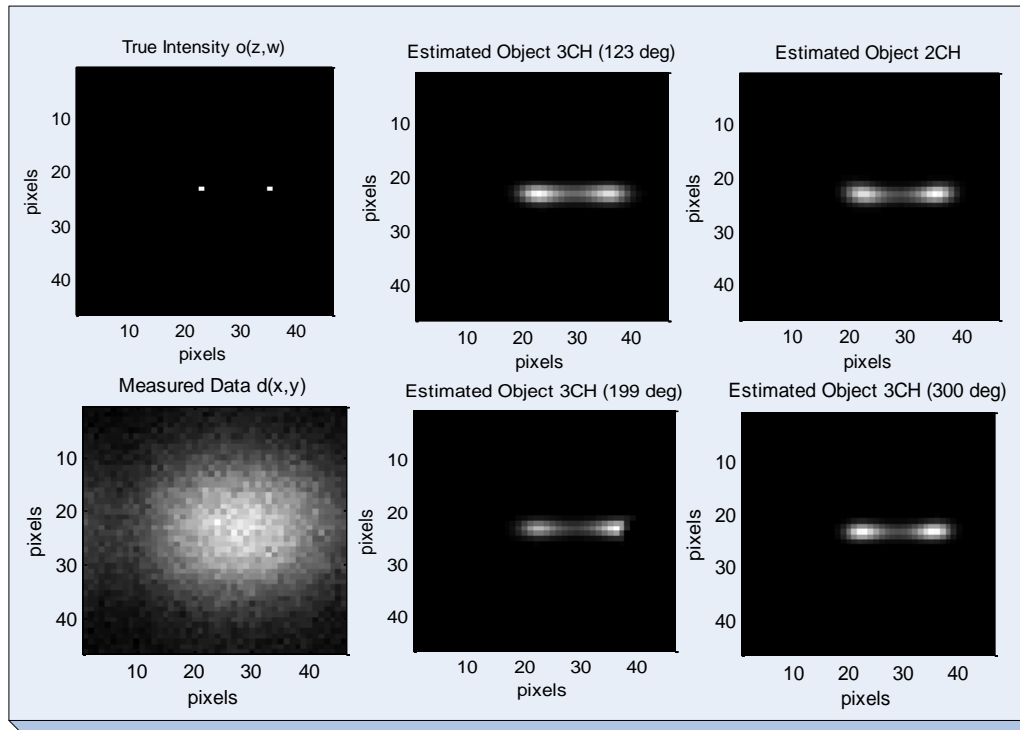 True Intensity o(z,w)
pixels
10
20
30
40
10 20 30 40
pixels
Estimated Object 3CH (123 deg)
pixels
10
20
30
40
10 20 30 40
pixels
Estimated Object 2CH
pixels
10
20
30
40
10 20 30 40
pixels
Measured Data d(x,y)
pixels
10
20
30
40
10 20 30 40
pixels
Estimated Object 3CH (199 deg)
pixels
10
20
30
40
10 20 30 40
pixels
Estimated Object 3CH (300 deg)
pixels
10
20
30
40
10 20 30 40
pixels